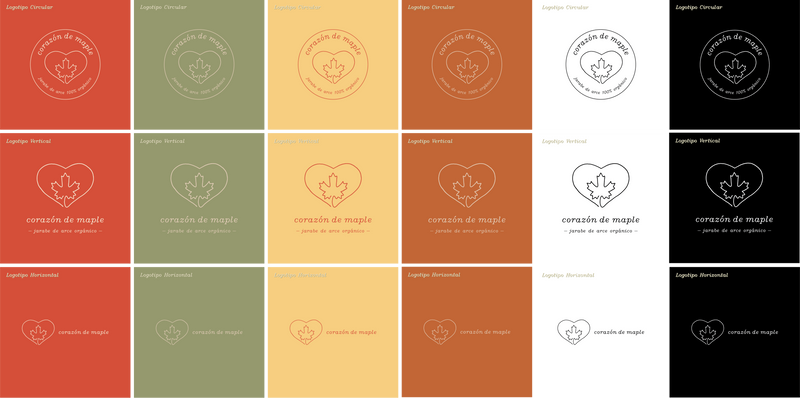 Logotipo Circular
corazón de maple
jarabe de arce 100% orgánico
Logotipo Circular
corazón de maple
jarabe de arce 100% orgánico
Logotipo Circular
corazón de maple
jarabe de arce 100% orgánico
Logotipo Circular
corazón de maple
jarabe de arce 100% orgánico
Logotipo Circular
corazón de maple
jarabe de arce 100% orgánico
Logotipo Circular
corazón de maple
jarabe de arce 100% orgánico
Logotipo Vertical
corazón de maple
– jarabe de arce orgánico –
Logotipo Vertical
corazón de maple
– jarabe de arce orgánico –
Logotipo Vertical
corazón de maple
– jarabe de arce orgánico –
Logotipo Vertical
corazón de maple
– jarabe de arce orgánico –
Logotipo Vertical
corazón de maple
– jarabe de arce orgánico –
Logotipo Vertical
corazón de maple
– jarabe de arce orgánico –
Logotipo Horizontal
corazón de maple
Logotipo Horizontal
corazón de maple
Logotipo Horizontal
corazón de maple
Logotipo Horizontal
corazón de maple
Logotipo Horizontal
corazón de maple
Logotipo Horizontal
corazón de maple